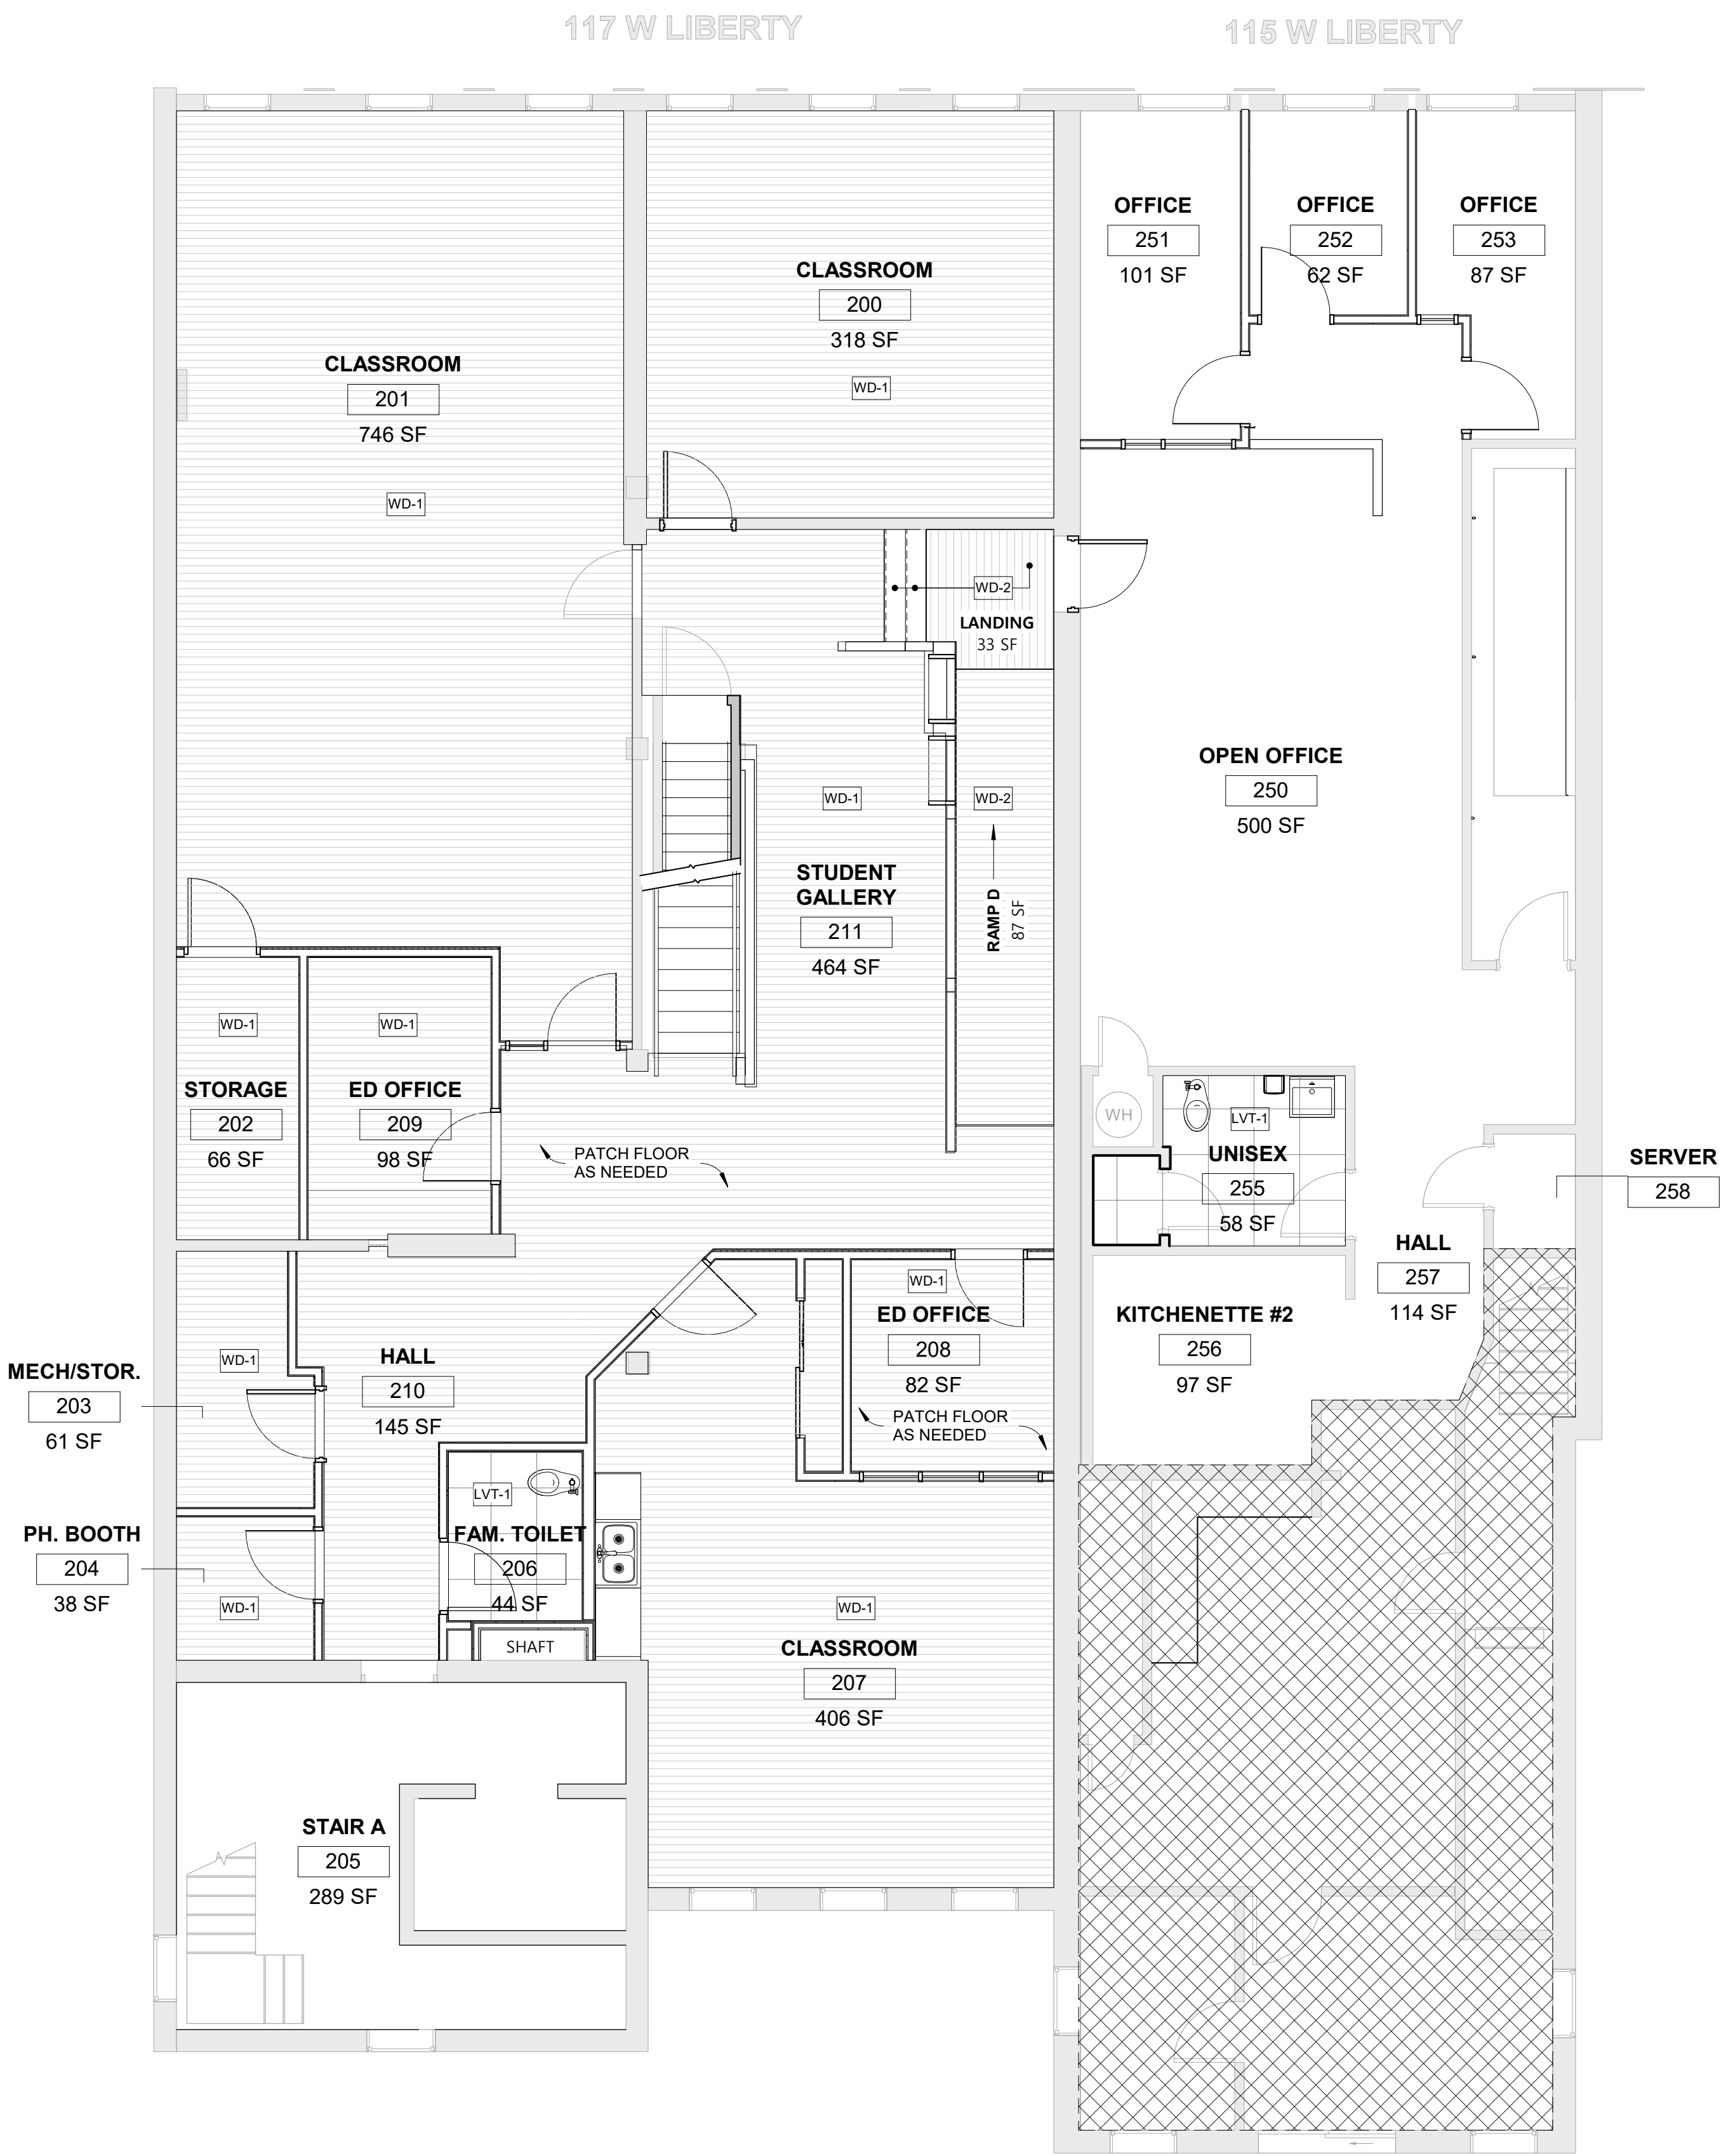 117 W LIBERTY
115 W LIBERTY
OFFICE
251
101 SF
OFFICE
252
62 SF
OFFICE
253
87 SF
CLASSROOM
200
318 SF
WD-1
CLASSROOM
201
746 SF
WD-1
WD-2
LANDING
33 SF
OPEN OFFICE
250
500 SF
WD-1
WD-2
STUDENT
GALLERY
211
464 SF
RAMP D
87 SF
WD-1
STORAGE
202
66 SF
WD-1
ED OFFICE
209
98 SF
PATCH FLOOR
AS NEEDED
WH
LVT-1
UNISEX
255
58 SF
SERVER
258
HALL
257
114 SF
KITCHENETTE #2
256
97 SF
WD-1
ED OFFICE
208
82 SF
PATCH FLOOR
AS NEEDED
MECH/STOR.
203
61 SF
WD-1
HALL
210
145 SF
PH. BOOTH
204
38 SF
WD-1
LVT-1
FAM. TOILET
206
44 SF
SHAFT
WD-1
CLASSROOM
207
406 SF
STAIR A
205
289 SF